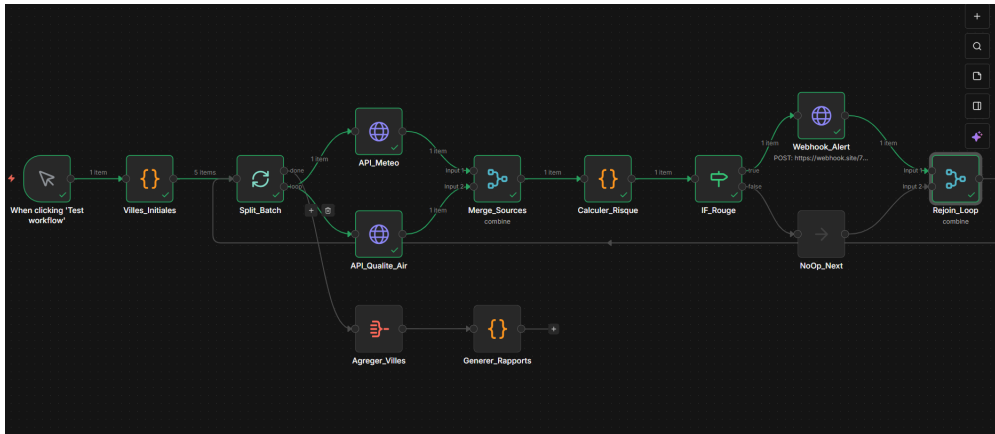 Webhook_Alert
POST: https://webhook.site/7...
API_Meteo
1 item
1 item
1 item
1 item
done
loop
1 item
5 items
Input 1
Input 2
1 item
1 item
true
false
Input 1
Input 2
When clicking 'Test
workflow'
Villes_Initiales
Split_Batch
Merge_Sources
combine
Calculer_Risque
IF_Rouge
Rejoin_Loop
combine
1 item
API_Qualite_Air
NoOp_Next
Agreger_Villes
Generer_Rapports